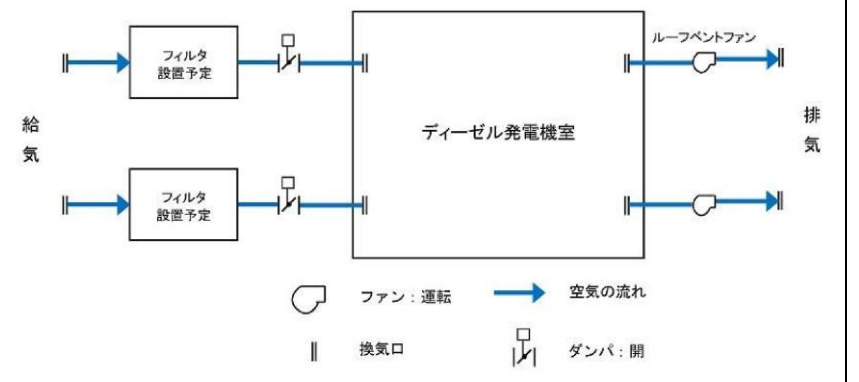 ルーフベントファン
フィルタ
設置予定
給
気
ディーゼル発電機室
排
気
フィルタ
設置予定
ファン：運転
空気の流れ
換気口
ダンパ：開